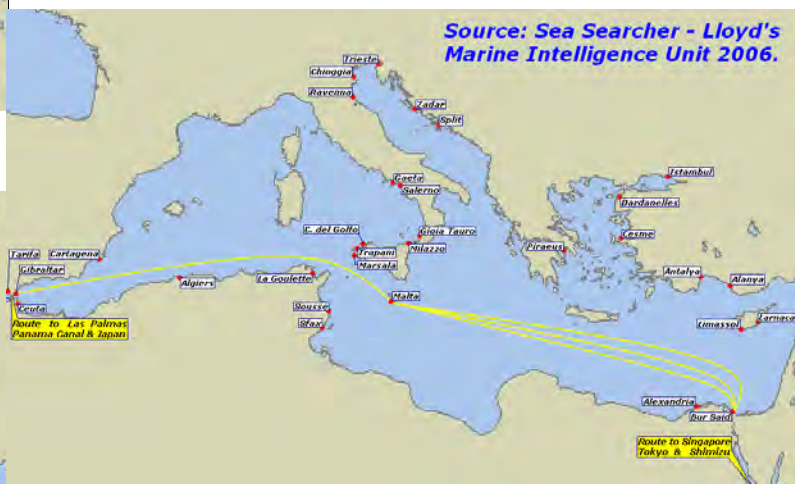 Source: Sea Searcher - Lloyd's
Marine Intelligence Unit 2006.
Trieste
Chioggia
Ravenna
Zadar
Split
Gaeta
Salerno
Istambul
Dardanelles
C. del Golfo
Gioia Tauro
Cesme
Tarifa
Cartagena
Trapani
Milazzo
Piraeus
Gibraltar
Marsala
Antalya
Algiers
La Goulette
Alanya
Ceuta
Malta
Sousse
Larnaca
Route to Las Palmas
Panama Canal & Japan
Sfax
Limassol
Alexandria
Bur Said
Route to Singapore
Tokyo & Shimizu